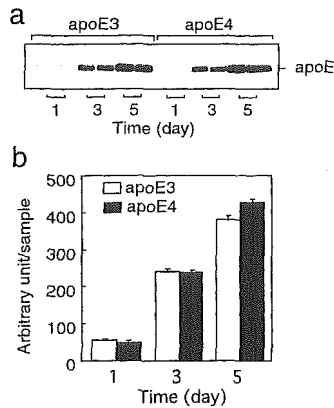 a
apoE3 apoE4
apoE
1 3 5 1 3 5
Time (day)
b
500
400
300
200
100
0
Arbitrary unit/sample
apoE3
apoE4
1 3 5
Time (day)